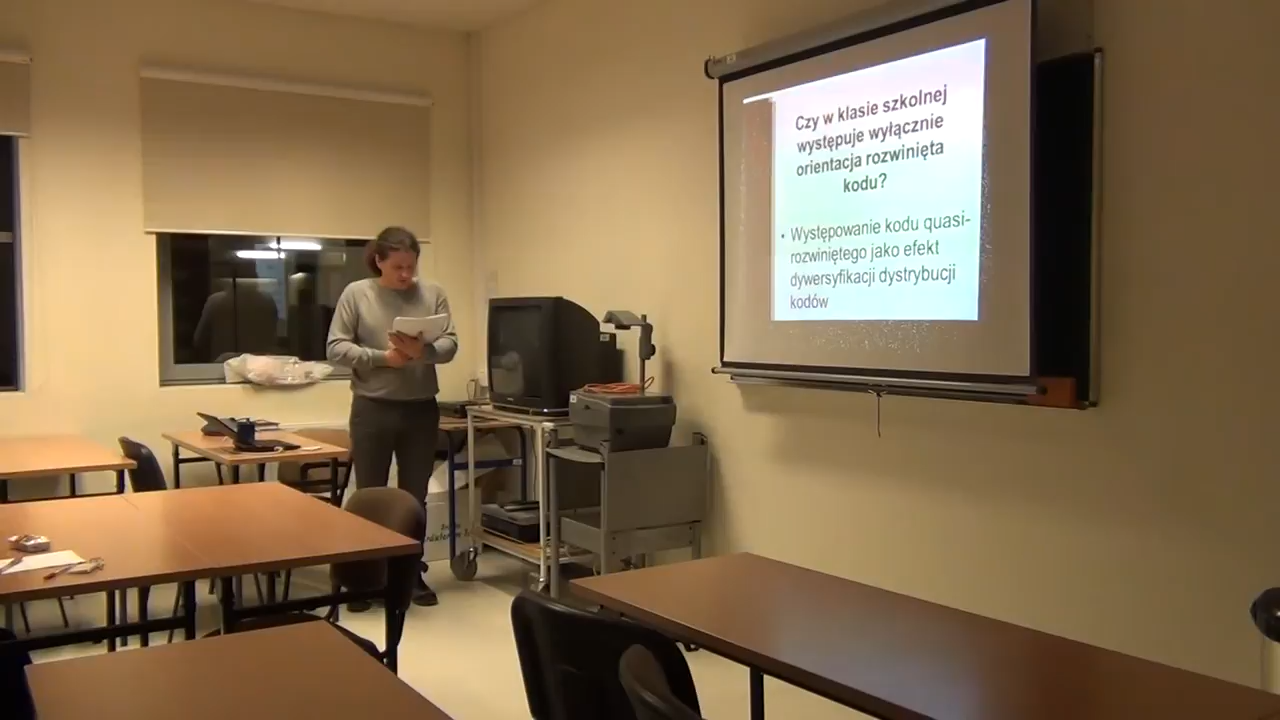 Czy w klasie szkolnej
występuje wyłącznie
orientacja rozwinięta
kodu?
• Występowanie kodu quasi-
rozwiniętego jako efekt
dywersyfikacji dystrybucji
kodów